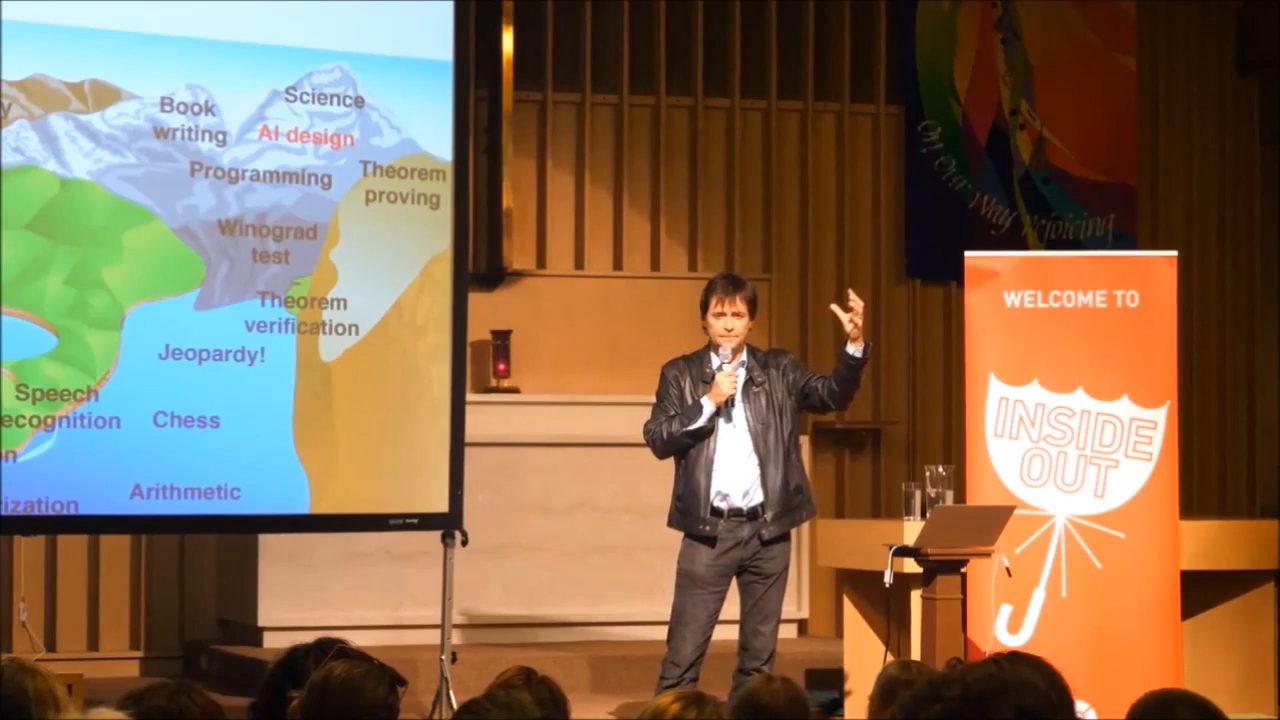 y
Book
writing
Science
AI design
Programming
Theorem
proving
Winograd
test
Theorem
verification
Jeopardy!
Speech
ecognition
Chess
on
Arithmetic
rization
On our way rejoicing
WELCOME TO
INSIDE
OUT